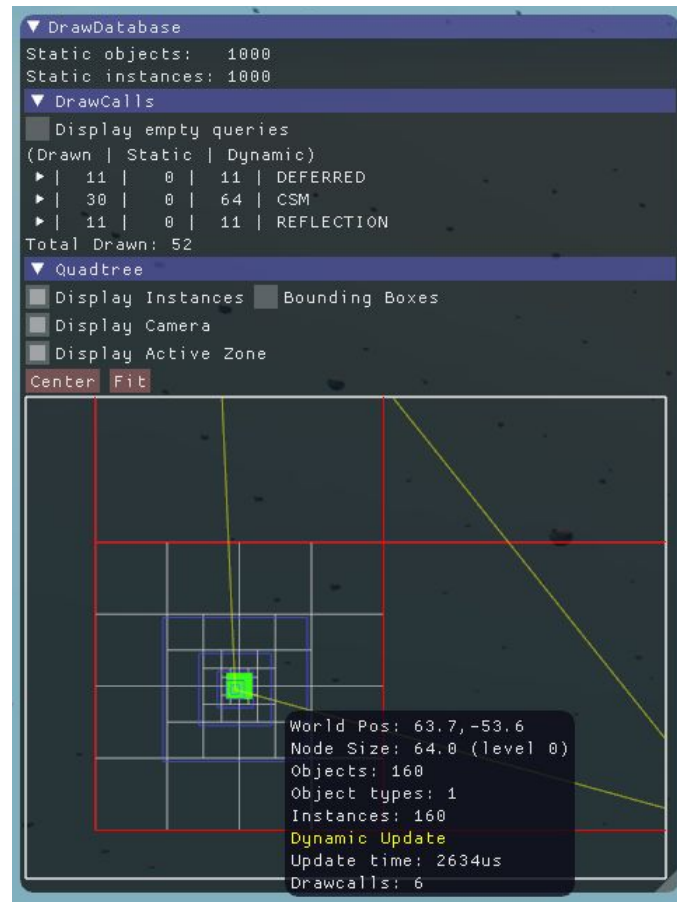 DrawDatabase
Static objects: 1000
Static instances: 1000
DrawCalls
Display empty queries
(Drawn | Static | Dynamic)
| 11 | 0 | 11 | DEFERRED
| 30 | 0 | 64 | CSM
| 11 | 0 | 11 | REFLECTION
Total Drawn: 52
Quadtree
Display Instances Bounding Boxes
Display Camera
Display Active Zone
Center Fit
World Pos: 63.7,-53.6
Node Size: 64.0 (level 0)
Objects: 160
Object types: 1
Instances: 160
Dynamic Update
Update time: 2634us
Drawcalls: 6